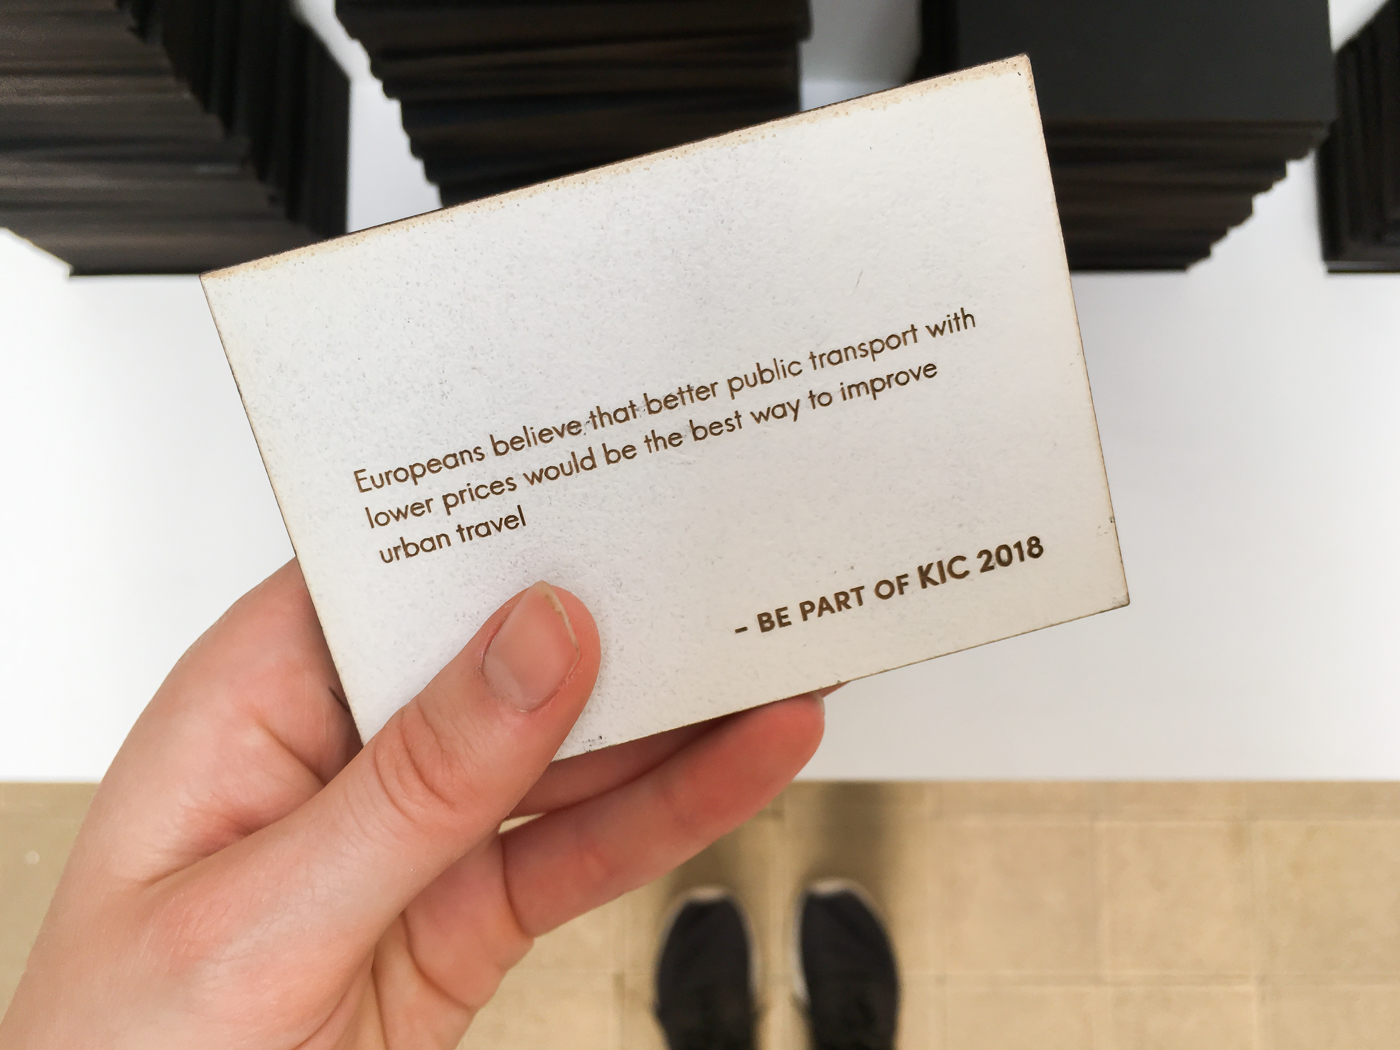 Europeans believe that better public transport with
lower prices would be the best way to improve
urban travel
– BE PART OF KIC 2018